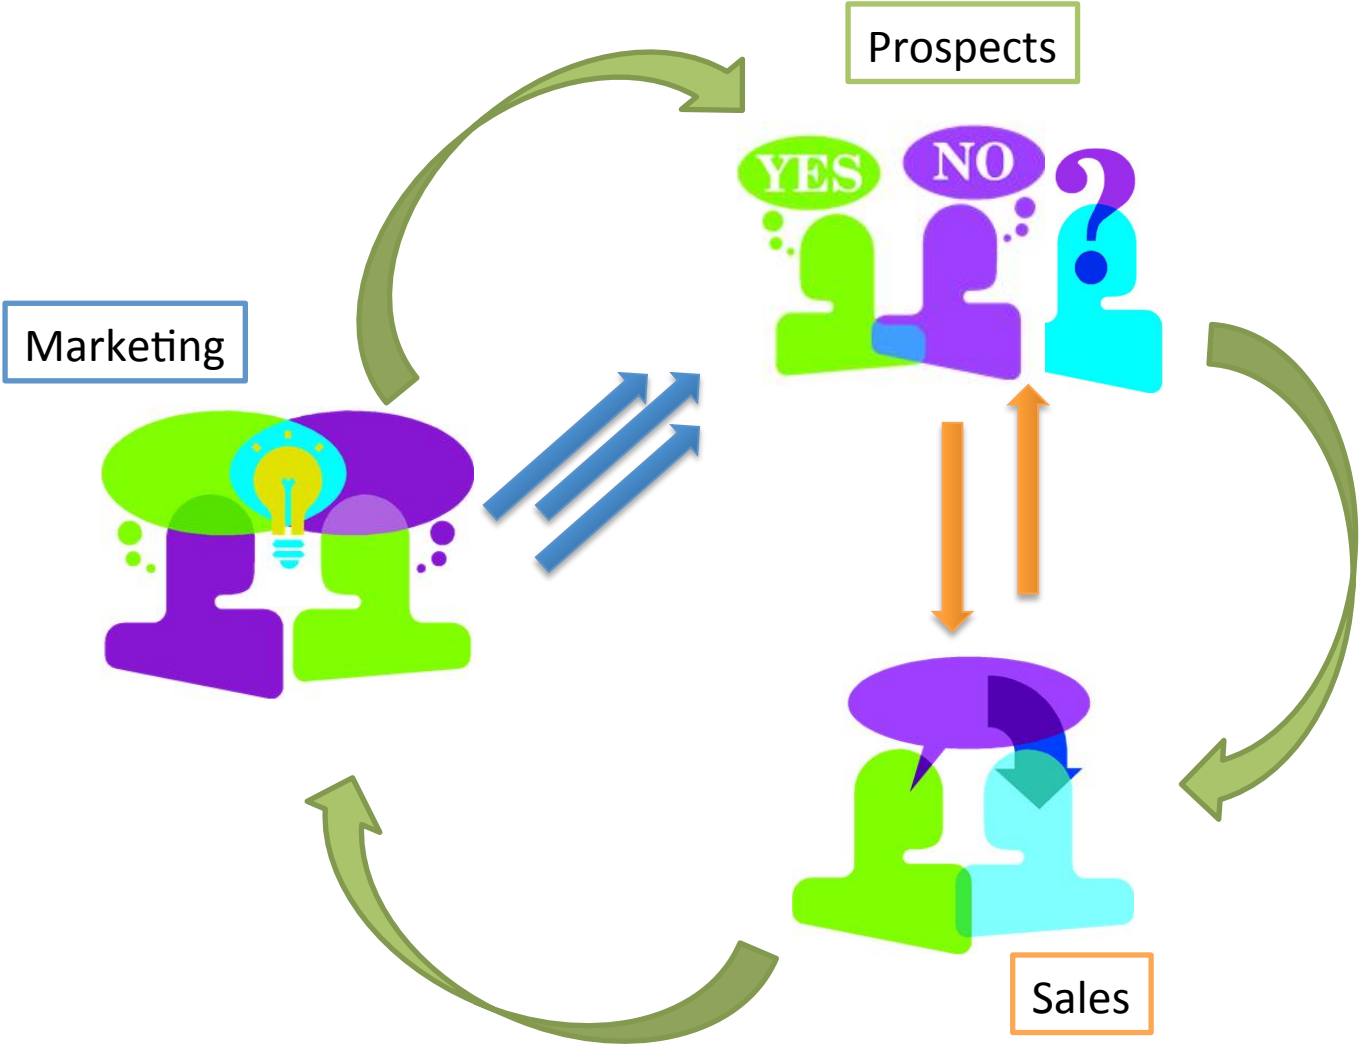 Prospects
YES
NO
?
Marketing
Sales